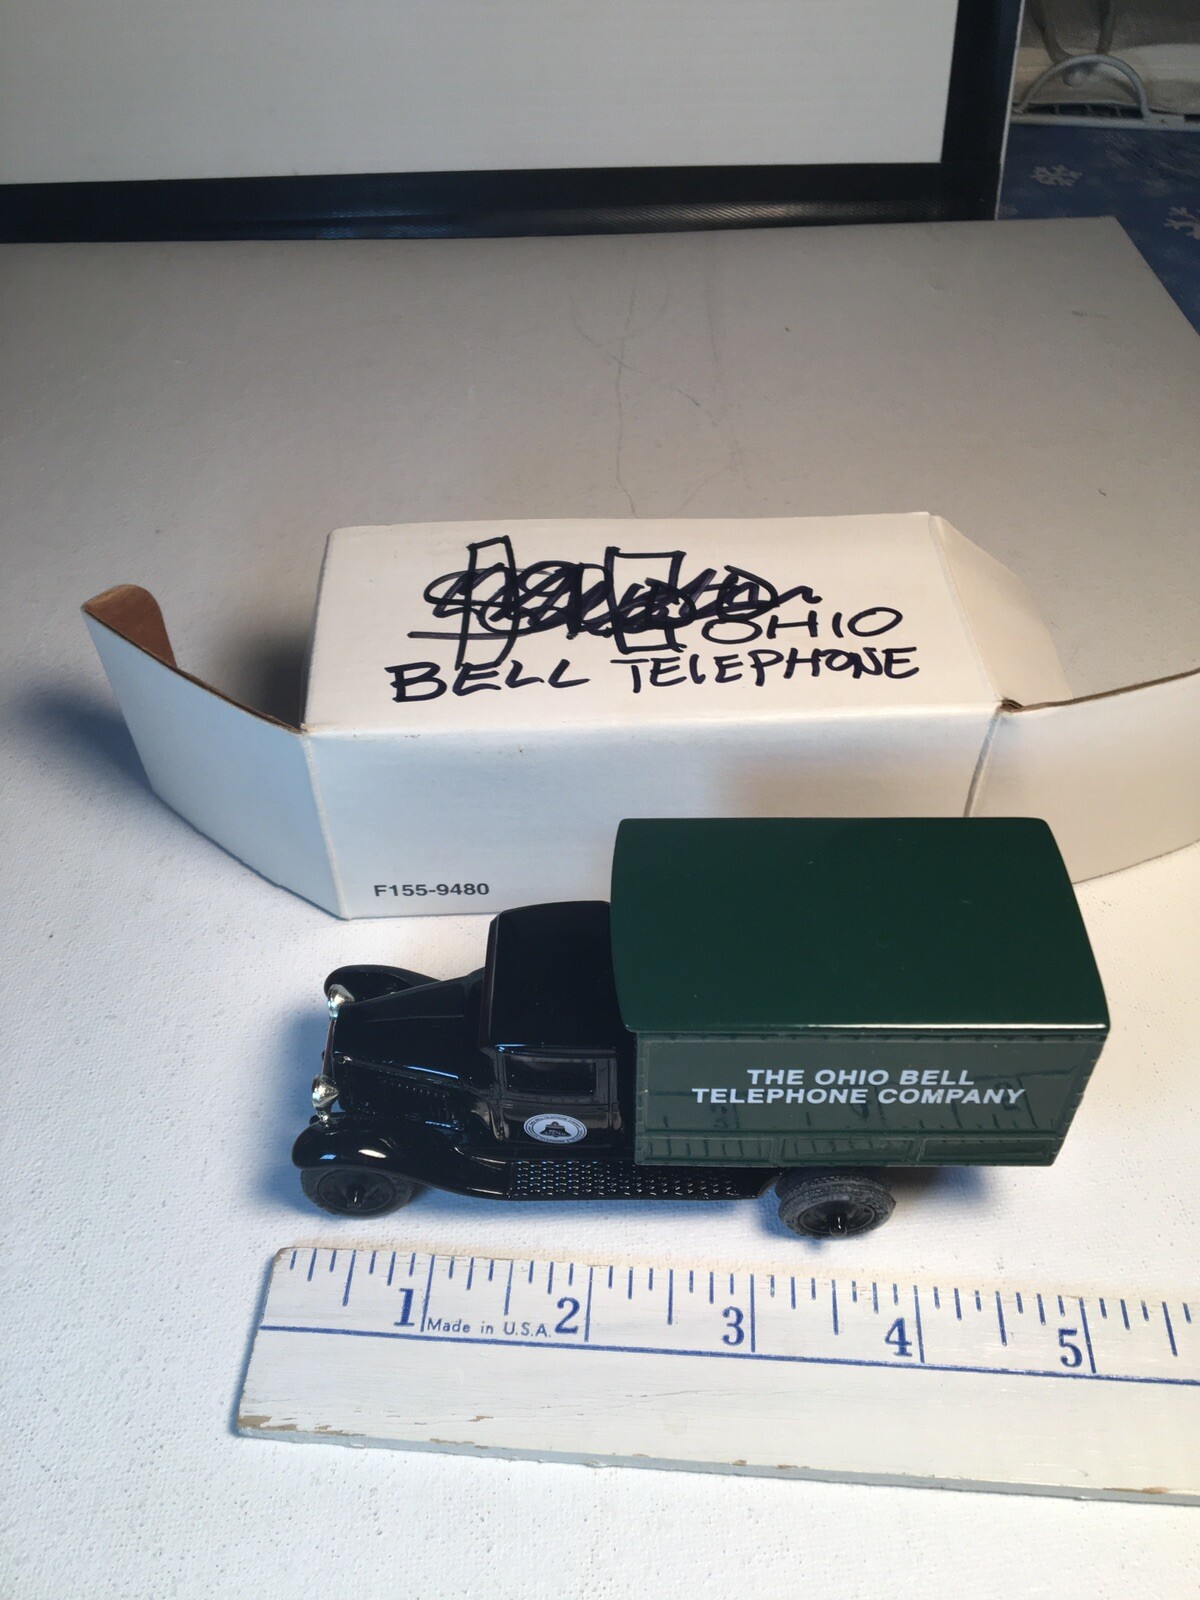 OHIO
BELL TELEPHONE
F155-9480
THE OHIO BELL
TELEPHONE COMPANY
1 2 3 4 5
Made in U.S.A.